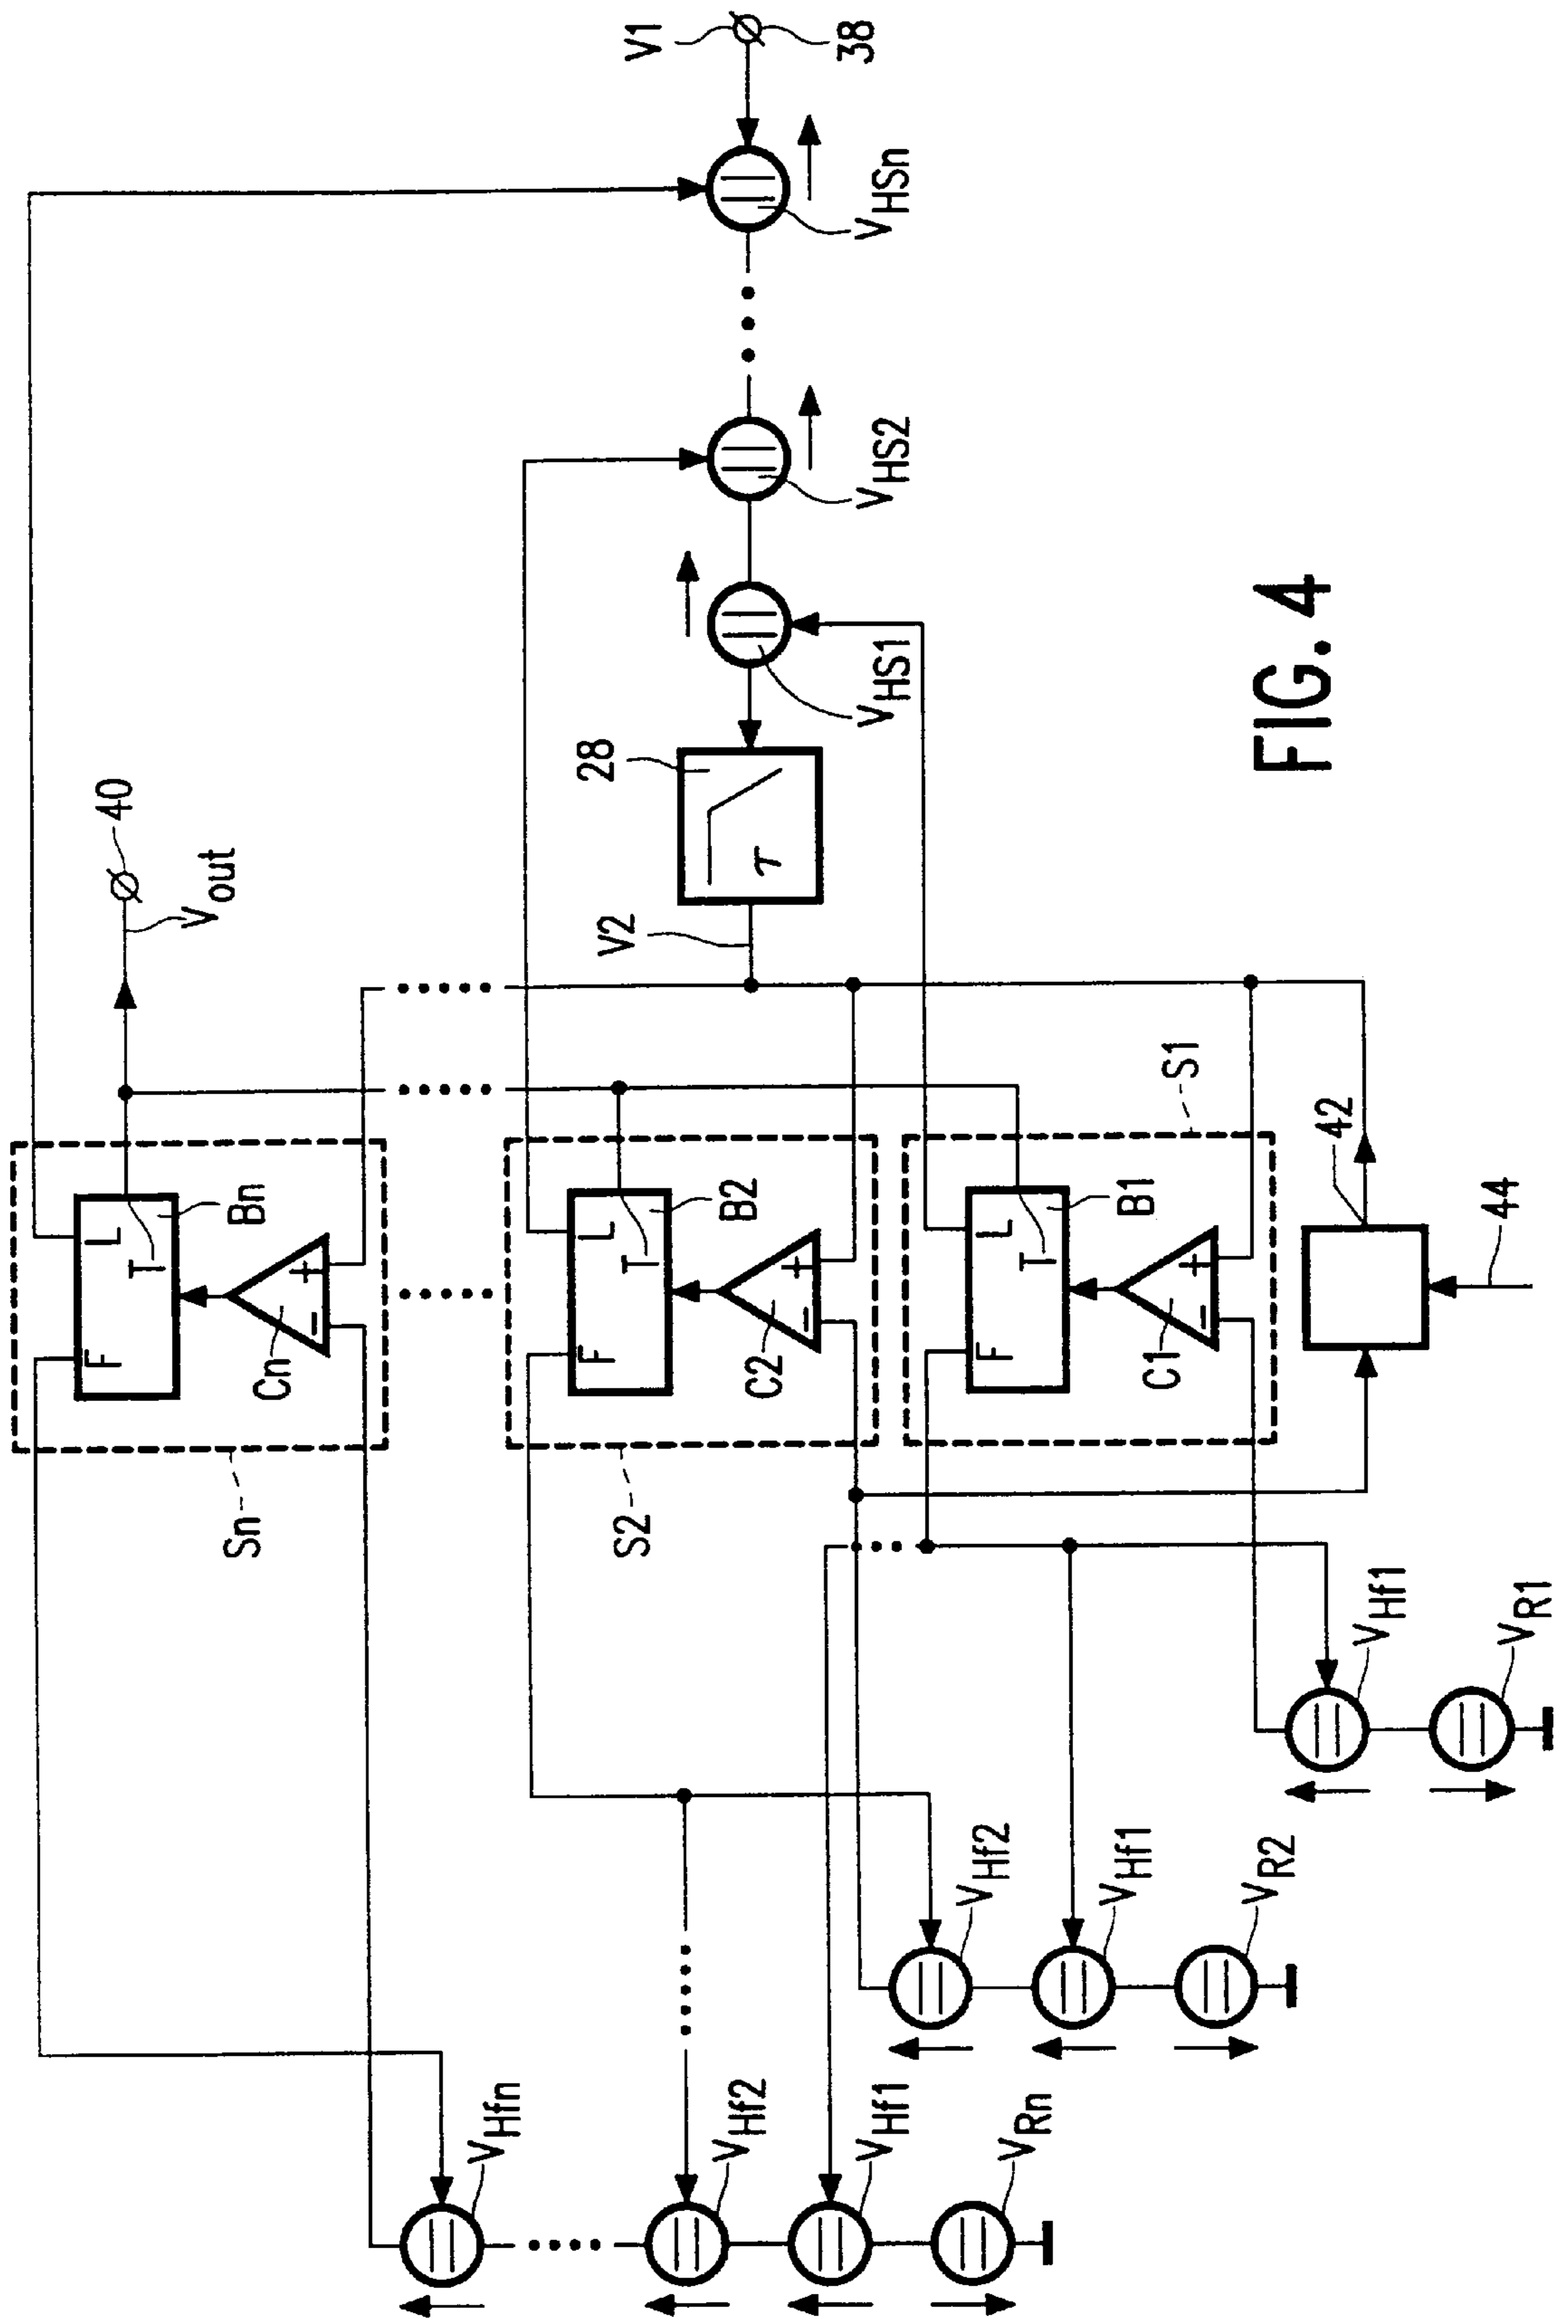 V1
38
VHSn
VHS2
VHS1
28
τ
V2
40
Vout
L
T
F
Bn
Cn
+
−
Sn
L
T
F
B2
C2
+
−
S2
L
T
F
B1
C1
+
−
S1
42
44
VHfn
VHf2
VHf1
VRn
VHf2
VHf1
VR2
VHf1
VR1
FIG. 4